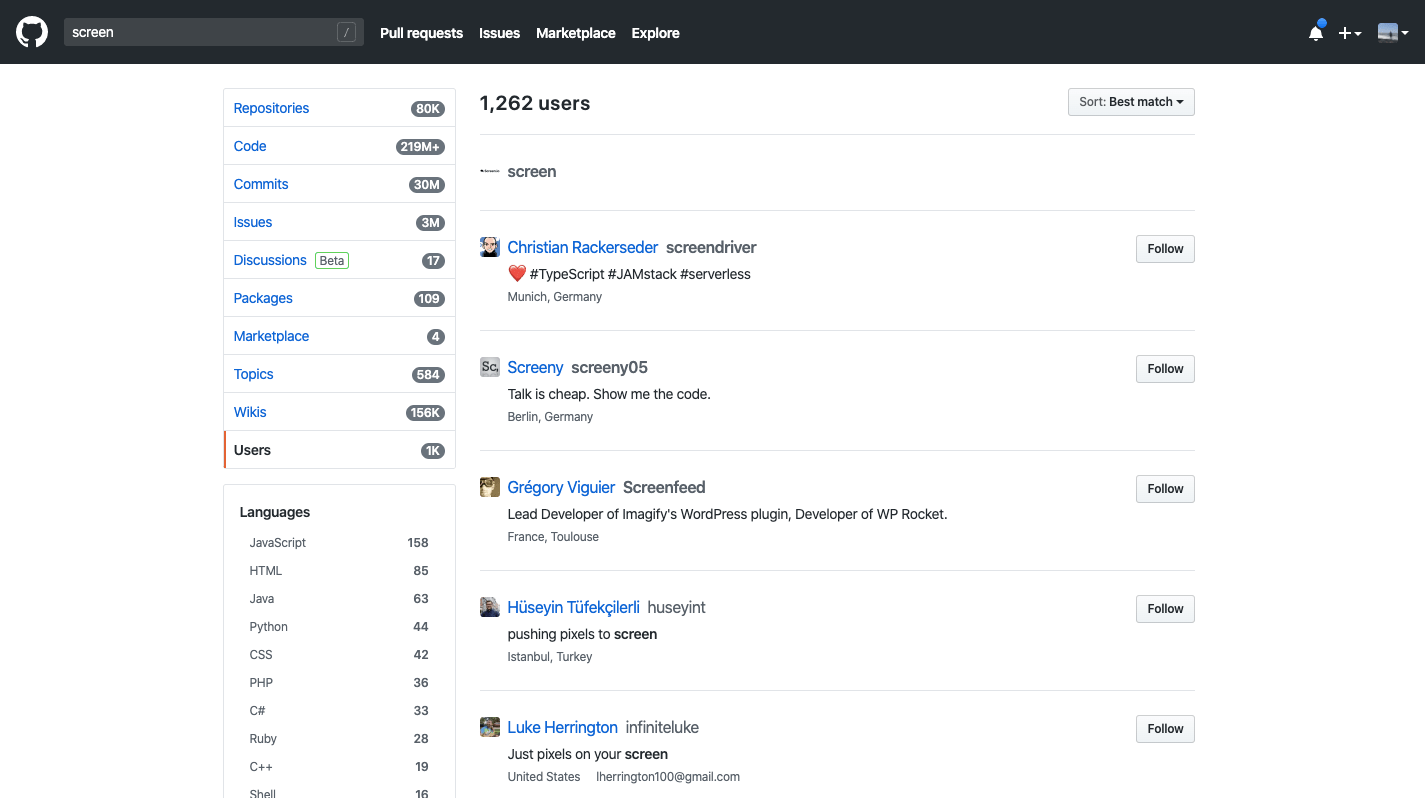 screen /
Pull requests Issues Marketplace Explore
Repositories 80K
Code 219M+
Commits 30M
Issues 3M
Discussions Beta 17
Packages 109
Marketplace 4
Topics 584
Wikis 156K
Users 1K
Languages
JavaScript 158
HTML 85
Java 63
Python 44
CSS 42
PHP 36
C# 33
Ruby 28
C++ 19
Shell 16
1,262 users
Sort: Best match
screen
Christian Rackerseder screendriver
Follow
❤️ #TypeScript #JAMstack #serverless
Munich, Germany
Sc,
Screeny screeny05
Follow
Talk is cheap. Show me the code.
Berlin, Germany
Grégory Viguier Screenfeed
Follow
Lead Developer of Imagify's WordPress plugin, Developer of WP Rocket.
France, Toulouse
Hüseyin Tüfekçilerli huseyint
Follow
pushing pixels to screen
Istanbul, Turkey
Luke Herrington infiniteluke
Follow
Just pixels on your screen
United States lherrington100@gmail.com